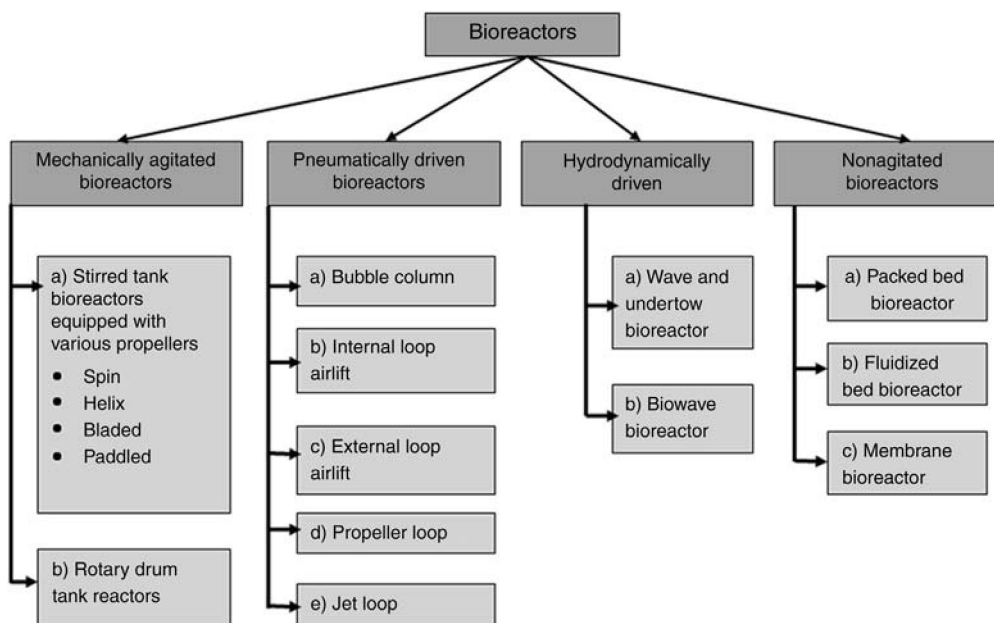 Bioreactors
Mechanically agitated
bioreactors
a) Stirred tank
bioreactors
equipped with
various propellers
• Spin
• Helix
• Bladed
• Paddled
b) Rotary drum
tank reactors
Pneumatically driven
bioreactors
a) Bubble column
b) Internal loop
airlift
c) External loop
airlift
d) Propeller loop
e) Jet loop
Hydrodynamically
driven
a) Wave and
undertow
bioreactor
b) Biowave
bioreactor
Nonagitated
bioreactors
a) Packed bed
bioreactor
b) Fluidized
bed bioreactor
c) Membrane
bioreactor